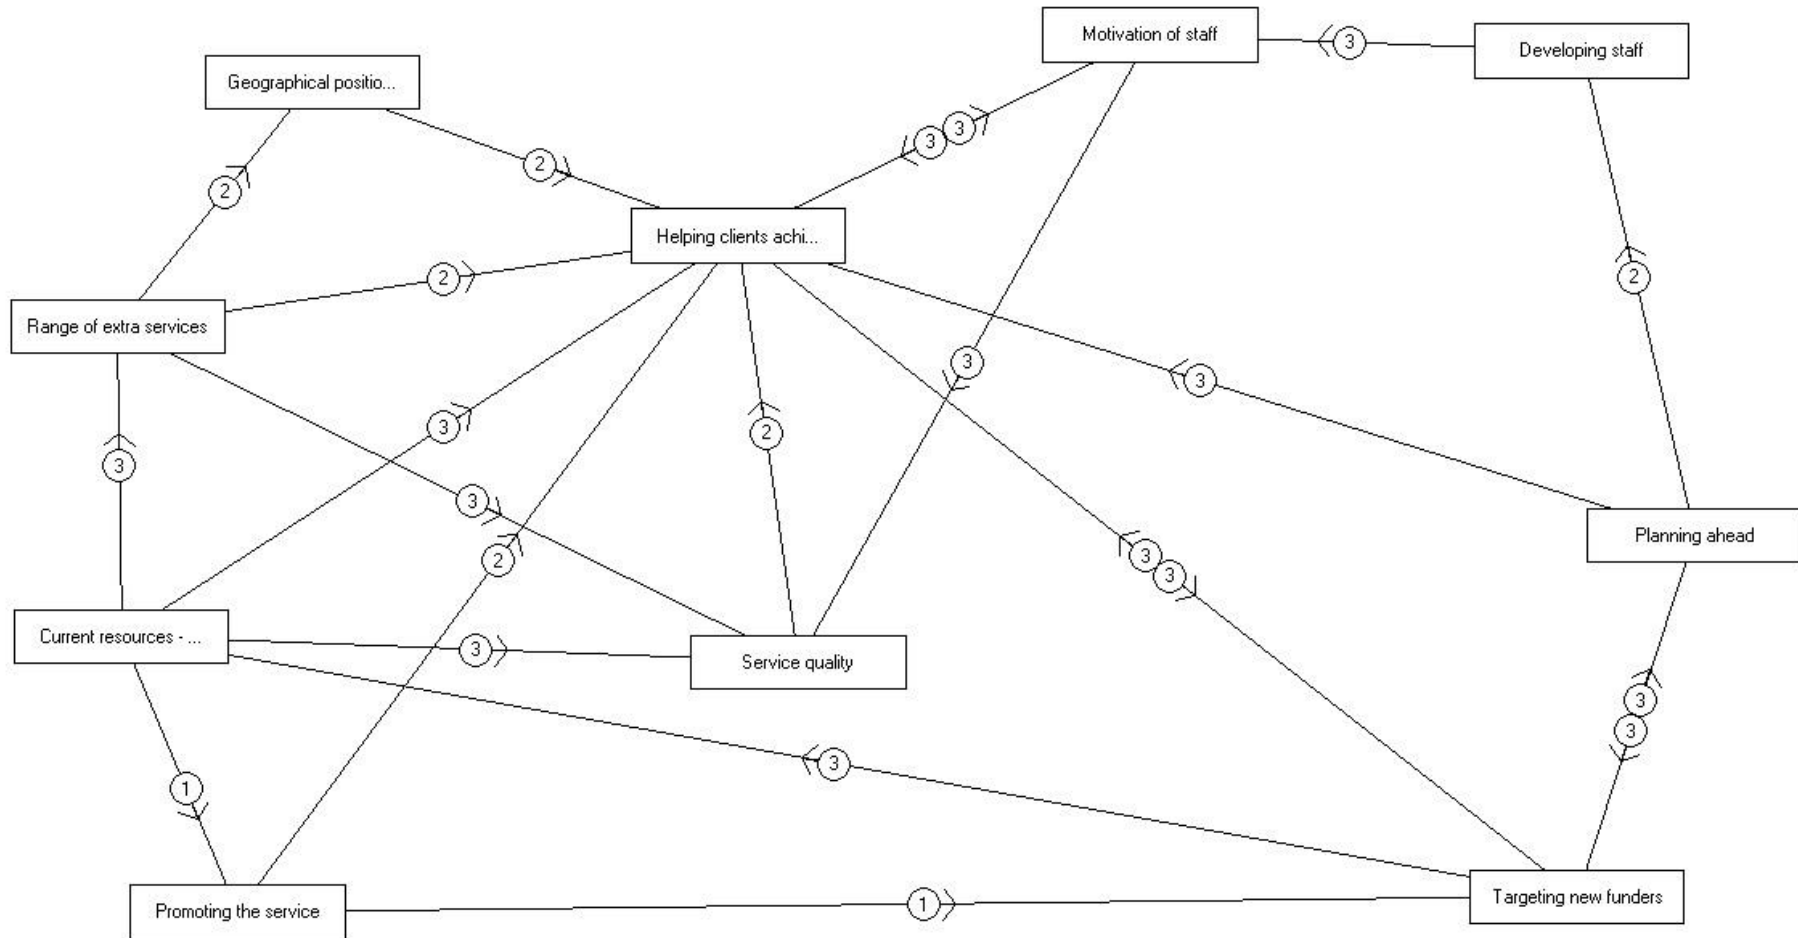 Motivation of staff
Developing staff
3
Geographical positio...
3
3
2
2
Helping clients achi...
2
Range of extra services
2
3
3
3
2
3
3
3
Planning ahead
3
2
3
Current resources - ...
3
Service quality
3
3
3
1
Promoting the service
1
Targeting new funders